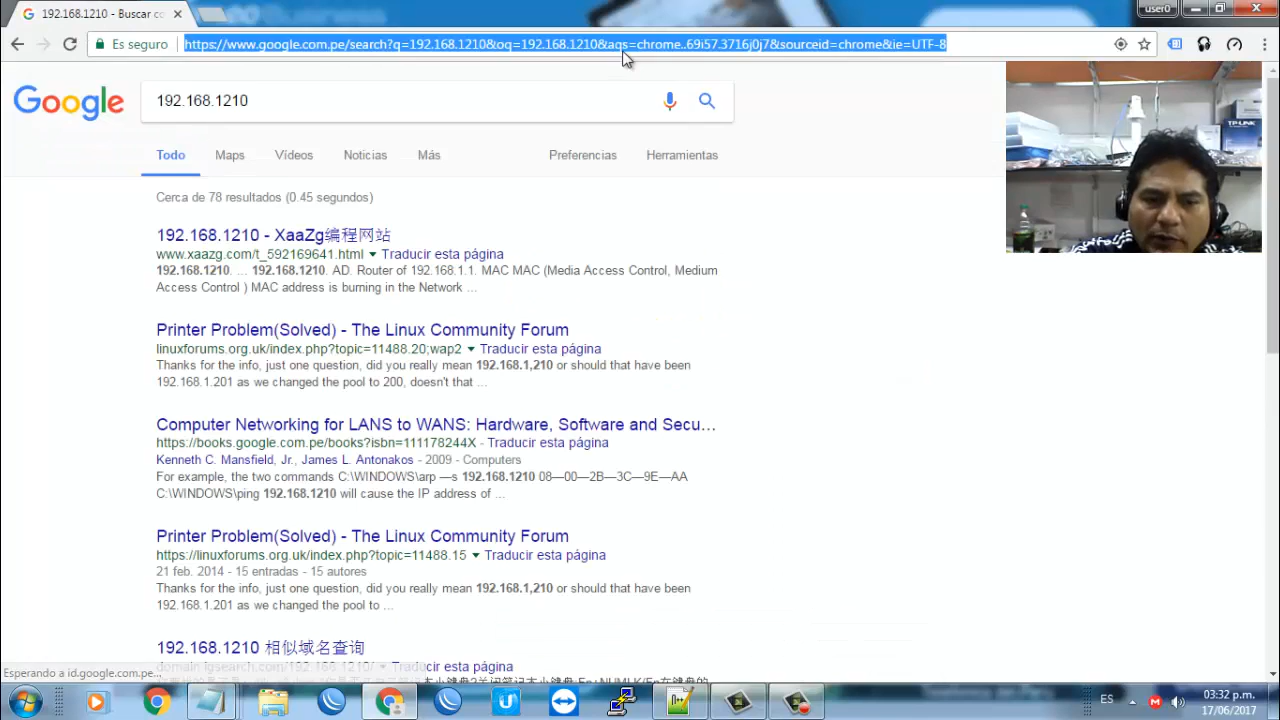 192.168.1210 - Buscar co
user0
Es seguro
https://www.google.com.pe/search?q=192.168.1210&oq=192.168.1210&aqs=chrome..69i57.3716j0j7&sourceid=chrome&ie=UTF-8
Google
192.168.1210
Todo Maps Vídeos Noticias Más Preferencias Herramientas
Cerca de 78 resultados (0.45 segundos)
192.168.1210 - XaaZg编程网站
www.xaazg.com/t_592169641.html Traducir esta página
192.168.1210. ... 192.168.1210. AD. Router of 192.168.1.1. MAC MAC (Media Access Control, Medium
Access Control ) MAC address is burning in the Network ...
Printer Problem(Solved) - The Linux Community Forum
linuxforums.org.uk/index.php?topic=11488.20;wap2 Traducir esta página
Thanks for the info, just one question, did you really mean 192.168.1,210 or should that have been
192.168.1.201 as we changed the pool to 200, doesn't that ...
Computer Networking for LANS to WANS: Hardware, Software and Secu...
https://books.google.com.pe/books?isbn=111178244X - Traducir esta página
Kenneth C. Mansfield, Jr., James L. Antonakos - 2009 - Computers
For example, the two commands C:\WINDOWS\arp —s 192.168.1210 08—00—2B—3C—9E—AA
C:\WINDOWS\ping 192.168.1210 will cause the IP address of ...
Printer Problem(Solved) - The Linux Community Forum
https://linuxforums.org.uk/index.php?topic=11488.15 Traducir esta página
21 feb. 2014 - 15 entradas - 15 autores
Thanks for the info, just one question, did you really mean 192.168.1,210 or should that have been
192.168.1.201 as we changed the pool to ...
192.168.1210 相似域名查询
domain.lgsearch.com/192.168.1210/ Traducir esta página
Esperando a id.google.com.pe...
TP-LINK
ES
03:32 p.m.
17/06/2017